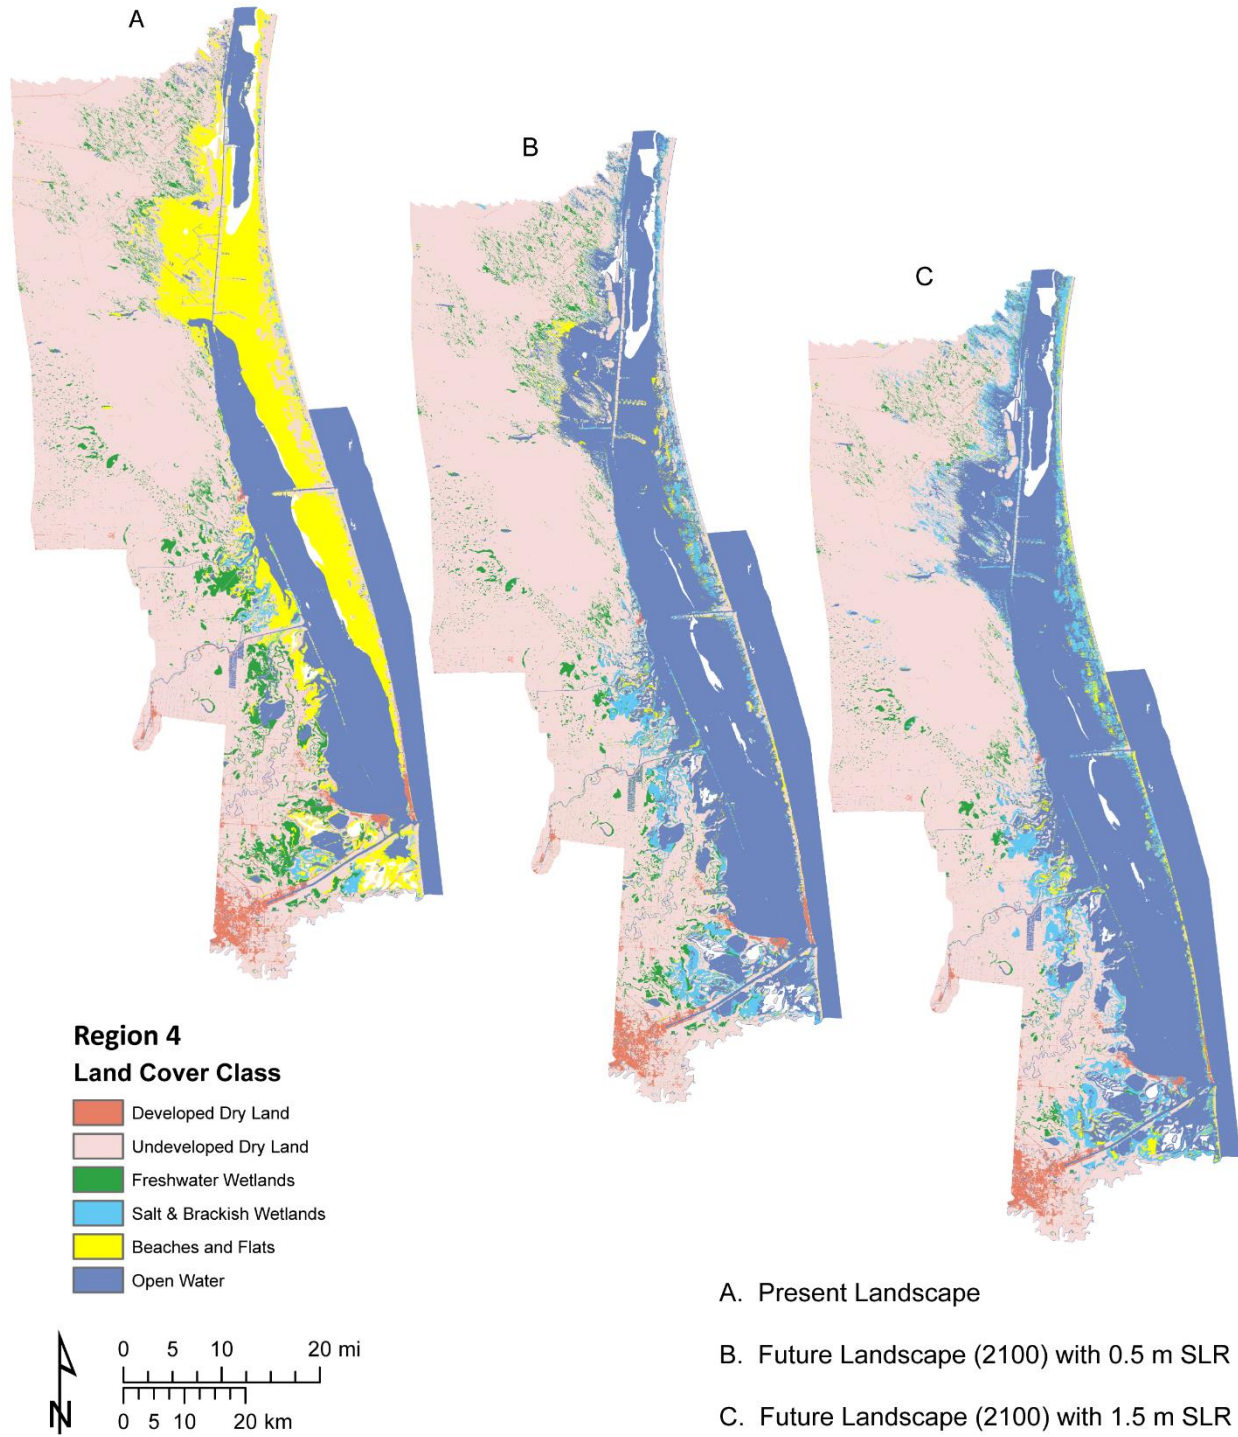 A
B
C
Region 4
Land Cover Class
Developed Dry Land
Undeveloped Dry Land
Freshwater Wetlands
Salt & Brackish Wetlands
Beaches and Flats
Open Water
0 5 10 20 mi
0 5 10 20 km
N
A. Present Landscape
B. Future Landscape (2100) with 0.5 m SLR
C. Future Landscape (2100) with 1.5 m SLR